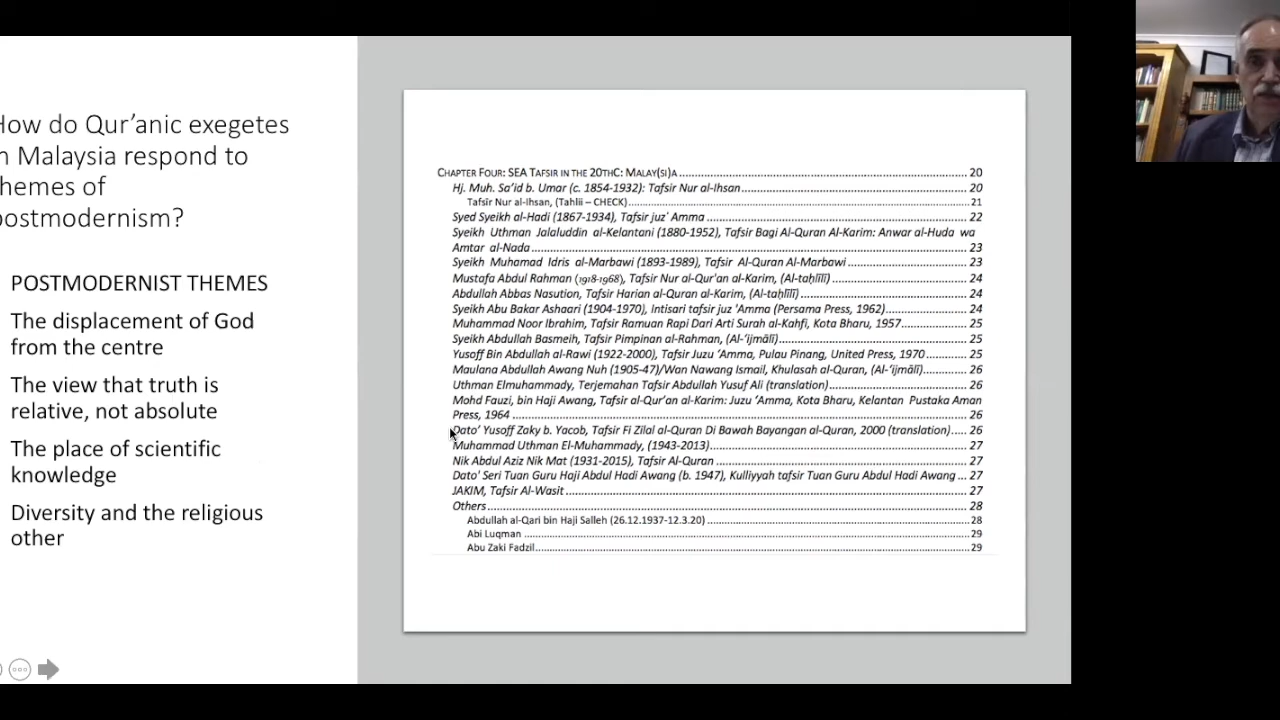 How do Qur’anic exegetes
in Malaysia respond to
themes of
postmodernism?
POSTMODERNIST THEMES
The displacement of God
from the centre
The view that truth is
relative, not absolute
The place of scientific
knowledge
Diversity and the religious
other
CHAPTER FOUR: SEA TAFSIR IN THE 20THC: MALAY(SI)A ........ 20
Hj. Muh. Sa’id b. Umar (c. 1854-1932): Tafsir Nur al-Ihsan ........ 20
Tafsīr Nur al-Ihsan, (Tahlii – CHECK) ........ 21
Syed Syeikh al-Hadi (1867-1934), Tafsir juz' Amma ........ 22
Syeikh Uthman Jalaluddin al-Kelantani (1880-1952), Tafsir Bagi Al-Quran Al-Karim: Anwar al-Huda wa
Amtar al-Nada ........ 23
Syeikh Muhamad Idris al-Marbawi (1893-1989), Tafsir Al-Quran Al-Marbawi ........ 23
Mustafa Abdul Rahman (1918-1968), Tafsir Nur al-Qur'an al-Karim, (Al-taḥlīlī) ........ 24
Abdullah Abbas Nasution, Tafsir Harian al-Quran al-Karim, (Al-taḥlīlī) ........ 24
Syeikh Abu Bakar Ashaari (1904-1970), Intisari tafsir juz 'Amma (Persama Press, 1962) ........ 24
Muhammad Noor Ibrahim, Tafsir Ramuan Rapi Dari Arti Surah al-Kahfi, Kota Bharu, 1957 ........ 25
Syeikh Abdullah Basmeih, Tafsir Pimpinan al-Rahman, (Al-‘ijmālī) ........ 25
Yusoff Bin Abdullah al-Rawi (1922-2000), Tafsir Juzu ‘Amma, Pulau Pinang, United Press, 1970 ........ 25
Maulana Abdullah Awang Nuh (1905-47)/Wan Nawang Ismail, Khulasah al-Quran, (Al-‘ijmālī) ........ 26
Uthman Elmuhammady, Terjemahan Tafsir Abdullah Yusuf Ali (translation) ........ 26
Mohd Fauzi, bin Haji Awang, Tafsir al-Qur’an al-Karim: Juzu ‘Amma, Kota Bharu, Kelantan Pustaka Aman
Press, 1964 ........ 26
Dato’ Yusoff Zaky b. Yacob, Tafsir Fi Zilal al-Quran Di Bawah Bayangan al-Quran, 2000 (translation) ..... 26
Muhammad Uthman El-Muhammady, (1943-2013) ........ 27
Nik Abdul Aziz Nik Mat (1931-2015), Tafsir Al-Quran ........ 27
Dato' Seri Tuan Guru Haji Abdul Hadi Awang (b. 1947), Kulliyyah tafsir Tuan Guru Abdul Hadi Awang ... 27
JAKIM, Tafsir Al-Wasit ........ 27
Others ........ 28
Abdullah al-Qari bin Haji Salleh (26.12.1937-12.3.20) ........ 28
Abi Luqman ........ 29
Abu Zaki Fadzil ........ 29